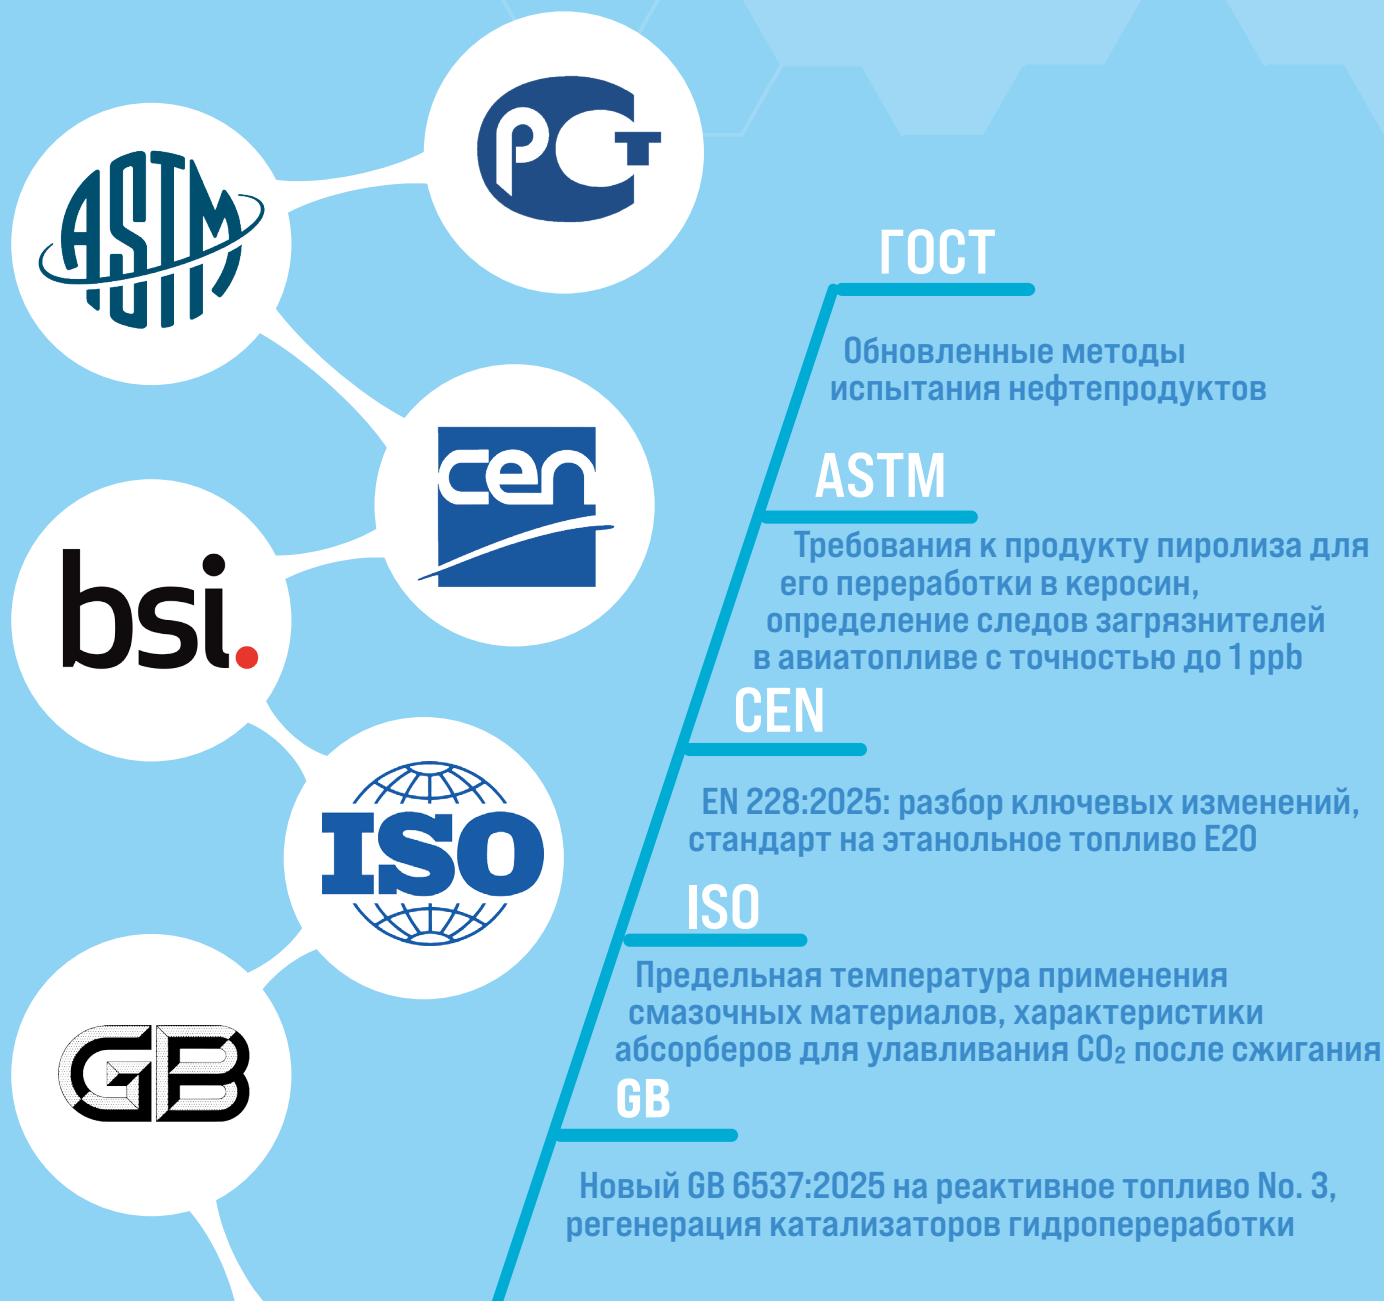 РСТ
ASTM
cen
bsi.
ISO
GB
ГОСТ
Обновленные методы
испытания нефтепродуктов
ASTM
Требования к продукту пиролиза для
его переработки в керосин,
определение следов загрязнителей
в авиатопливе с точностью до 1 ppb
CEN
EN 228:2025: разбор ключевых изменений,
стандарт на этанольное топливо Е20
ISO
Предельная температура применения
смазочных материалов, характеристики
абсорберов для улавливания CO₂ после сжигания
GB
Новый GB 6537:2025 на реактивное топливо No. 3,
регенерация катализаторов гидропереработки